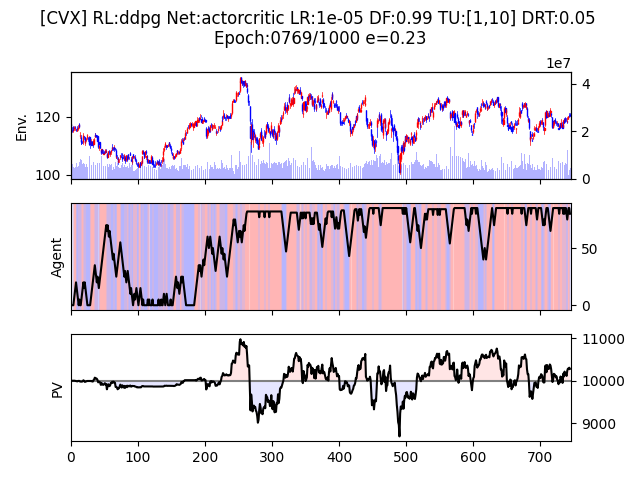 [CVX] RL:ddpg Net:actorcritic LR:1e-05 DF:0.99 TU:[1,10] DRT:0.05
Epoch:0769/1000 e=0.23
1e7
Env.
120
100
4
2
0
Agent
50
0
PV
11000
10000
9000
0 100 200 300 400 500 600 700